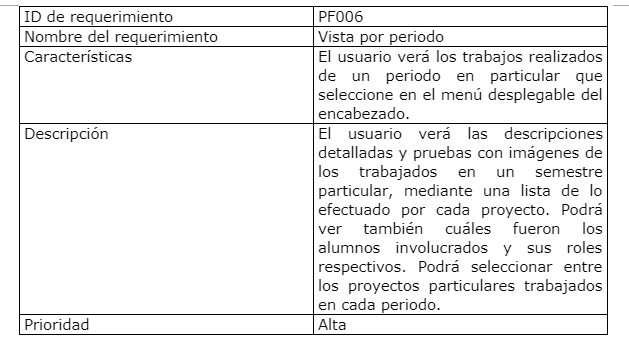 ID de requerimiento PF006
Nombre del requerimiento Vista por periodo
Características El usuario verá los trabajos realizados
de un periodo en particular que
seleccione en el menú desplegable del
encabezado.
Descripción El usuario verá las descripciones
detalladas y pruebas con imágenes de
los trabajados en un semestre
particular, mediante una lista de lo
efectuado por cada proyecto. Podrá
ver también cuáles fueron los
alumnos involucrados y sus roles
respectivos. Podrá seleccionar entre
los proyectos particulares trabajados
en cada periodo.
Prioridad Alta